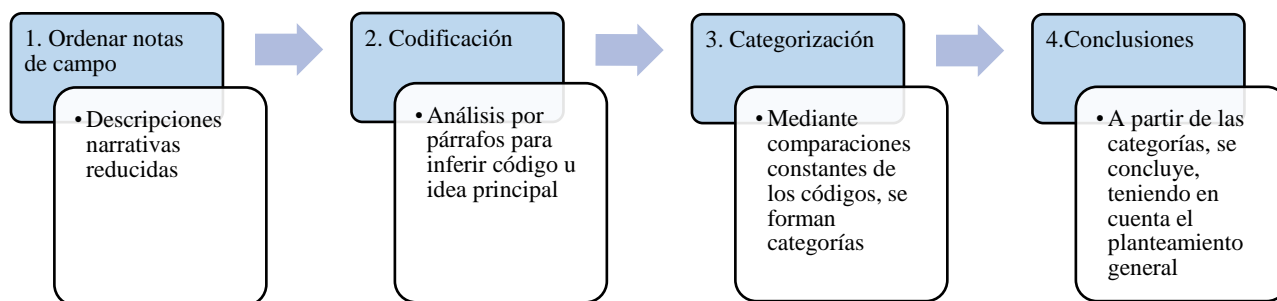 1. Ordenar notas
de campo
• Descripciones
narrativas
reducidas
2. Codificación
• Análisis por
párrafos para
inferir código u
idea principal
3. Categorización
• Mediante
comparaciones
constantes de
los códigos, se
forman
categorías
4.Conclusiones
• A partir de las
categorías, se
concluye,
teniendo en
cuenta el
planteamiento
general